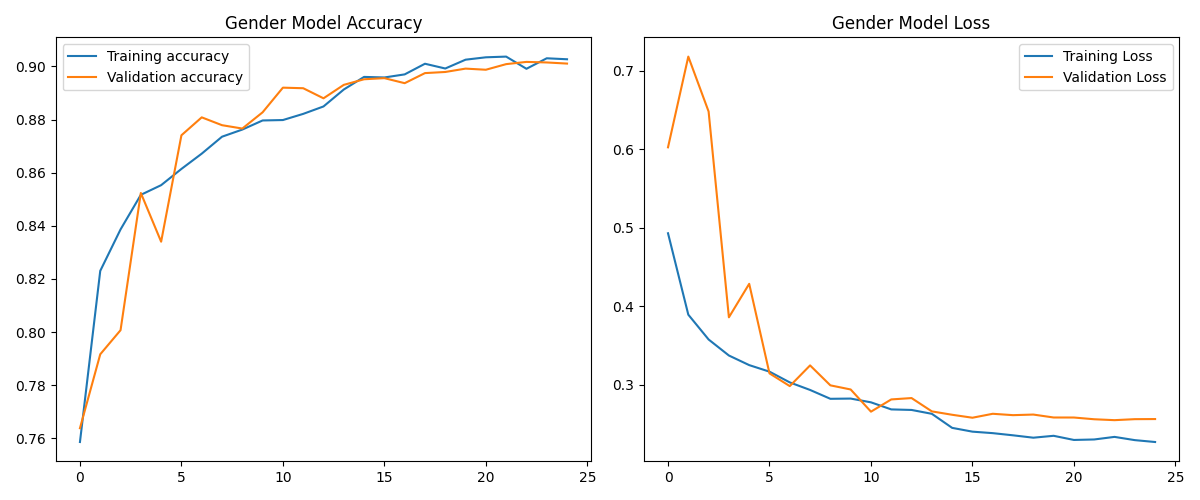 Gender Model Accuracy
Training accuracy
Validation accuracy
0.90
0.88
0.86
0.84
0.82
0.80
0.78
0.76
0 5 10 15 20 25
Gender Model Loss
Training Loss
Validation Loss
0.7
0.6
0.5
0.4
0.3
0 5 10 15 20 25